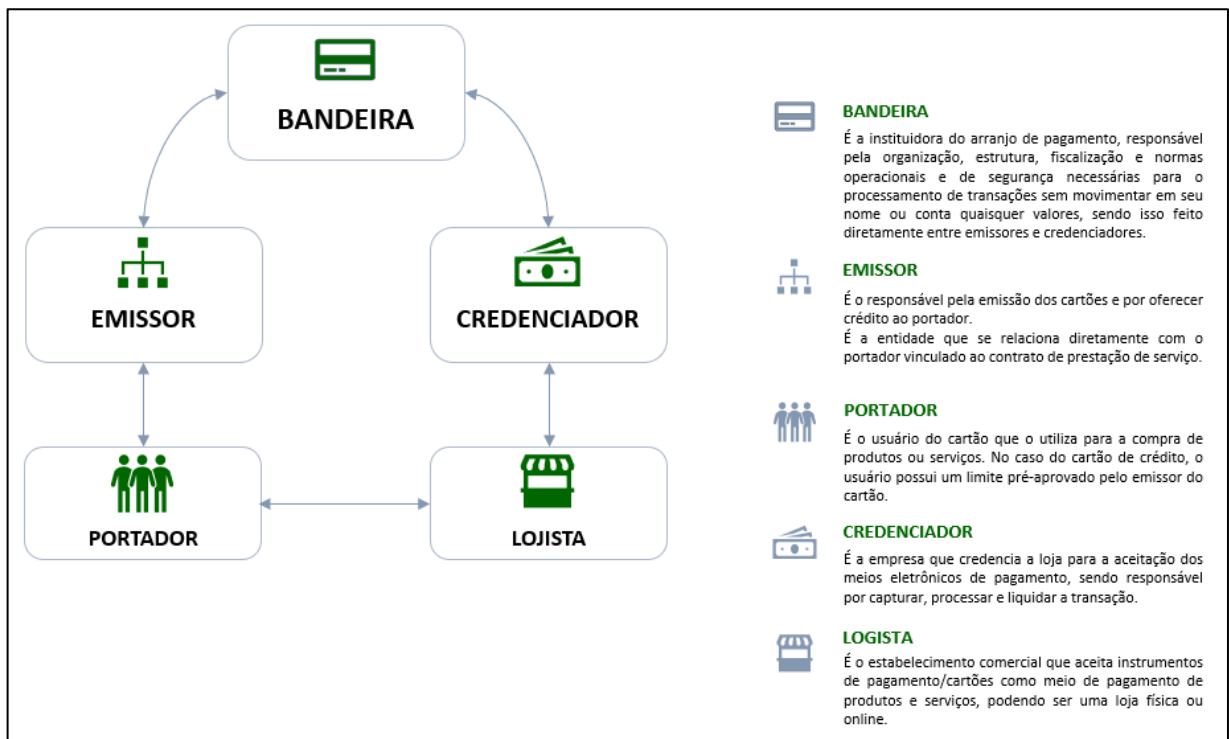 BANDEIRA
EMISSOR
CREDENCIADOR
PORTADOR
LOJISTA
BANDEIRA
É a instituidora do arranjo de pagamento, responsável
pela organização, estrutura, fiscalização e normas
operacionais e de segurança necessárias para o
processamento de transações sem movimentar em seu
nome ou conta quaisquer valores, sendo isso feito
diretamente entre emissores e credenciadores.
EMISSOR
É o responsável pela emissão dos cartões e por oferecer
crédito ao portador.
É a entidade que se relaciona diretamente com o
portador vinculado ao contrato de prestação de serviço.
PORTADOR
É o usuário do cartão que o utiliza para a compra de
produtos ou serviços. No caso do cartão de crédito, o
usuário possui um limite pré-aprovado pelo emissor do
cartão.
CREDENCIADOR
É a empresa que credencia a loja para a aceitação dos
meios eletrônicos de pagamento, sendo responsável
por capturar, processar e liquidar a transação.
LOGISTA
É o estabelecimento comercial que aceita instrumentos
de pagamento/cartões como meio de pagamento de
produtos e serviços, podendo ser uma loja física ou
online.